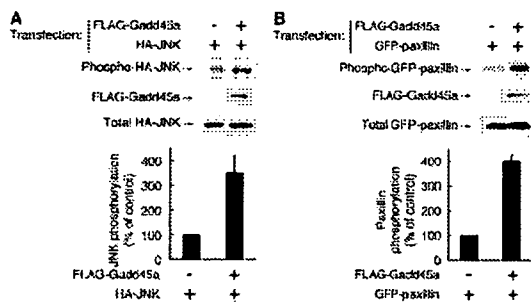 A
Transfection:
FLAG-Gadd45a - +
HA-JNK + +
Phospho-HA-JNK
FLAG-Gadd45a
Total HA-JNK
JNK phosphorylation
(% of control)
400
300
200
100
0
FLAG-Gadd45a - +
HA-JNK + +
B
Transfection:
FLAG-Gadd45a - +
GFP-paxillin + +
Phospho-GFP-paxillin
FLAG-Gadd45a
Total GFP-paxillin
Paxillin
phosphorylation
(% of control)
400
300
200
100
0
FLAG-Gadd45a - +
GFP-paxillin + +